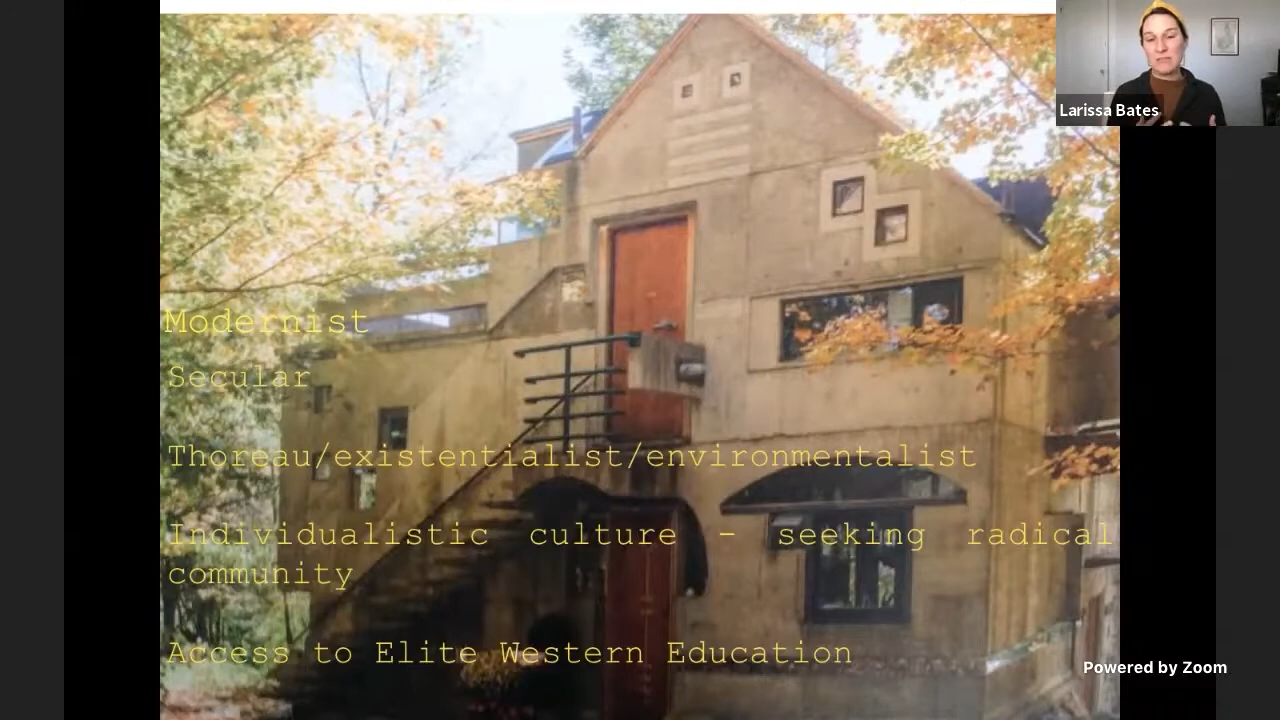 Larissa Bates
Modernist
Secular
Thoreau/existentialist/environmentalist
Individualistic culture - seeking radical
community
Access to Elite Western Education
Powered by Zoom